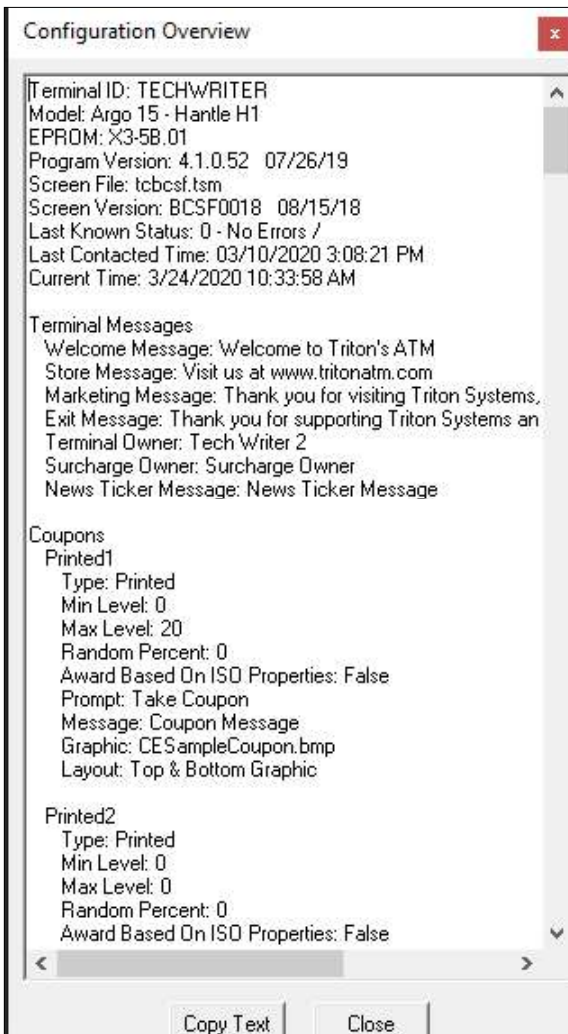 Configuration Overview
x
Terminal ID: TECHWRITER
Model: Argo 15 - Hantle H1
EPROM: X3-5B.01
Program Version: 4.1.0.52 07/26/19
Screen File: tcbcsf.tsm
Screen Version: BCSF0018 08/15/18
Last Known Status: 0 - No Errors /
Last Contacted Time: 03/10/2020 3:08:21 PM
Current Time: 3/24/2020 10:33:58 AM
Terminal Messages
Welcome Message: Welcome to Triton's ATM
Store Message: Visit us at www.tritonatm.com
Marketing Message: Thank you for visiting Triton Systems,
Exit Message: Thank you for supporting Triton Systems an
Terminal Owner: Tech Writer 2
Surcharge Owner: Surcharge Owner
News Ticker Message: News Ticker Message
Coupons
Printed1
Type: Printed
Min Level: 0
Max Level: 20
Random Percent: 0
Award Based On ISO Properties: False
Prompt: Take Coupon
Message: Coupon Message
Graphic: CESampleCoupon.bmp
Layout: Top & Bottom Graphic
Printed2
Type: Printed
Min Level: 0
Max Level: 0
Random Percent: 0
Award Based On ISO Properties: False
Copy Text
Close